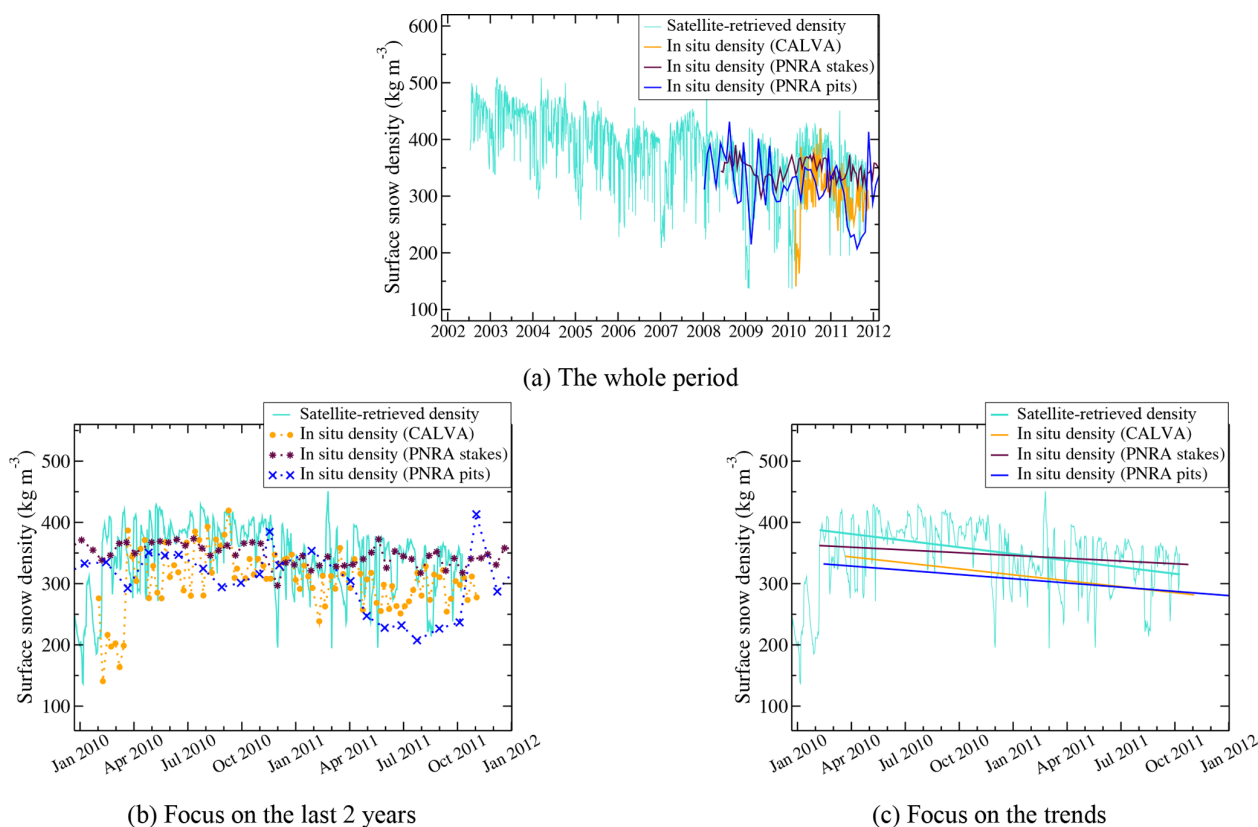 Surface snow density (kg m⁻³)
600
500
400
300
200
100
Satellite-retrieved density
In situ density (CALVA)
In situ density (PNRA stakes)
In situ density (PNRA pits)
2002 2003 2004 2005 2006 2007 2008 2009 2010 2011 2012
(a) The whole period
Surface snow density (kg m⁻³)
500
400
300
200
100
Satellite-retrieved density
In situ density (CALVA)
In situ density (PNRA stakes)
In situ density (PNRA pits)
Jan 2010 Apr 2010 Jul 2010 Oct 2010 Jan 2011 Apr 2011 Jul 2011 Oct 2011 Jan 2012
(b) Focus on the last 2 years
Surface snow density (kg m⁻³)
500
400
300
200
100
Satellite-retrieved density
In situ density (CALVA)
In situ density (PNRA stakes)
In situ density (PNRA pits)
Jan 2010 Apr 2010 Jul 2010 Oct 2010 Jan 2011 Apr 2011 Jul 2011 Oct 2011 Jan 2012
(c) Focus on the trends